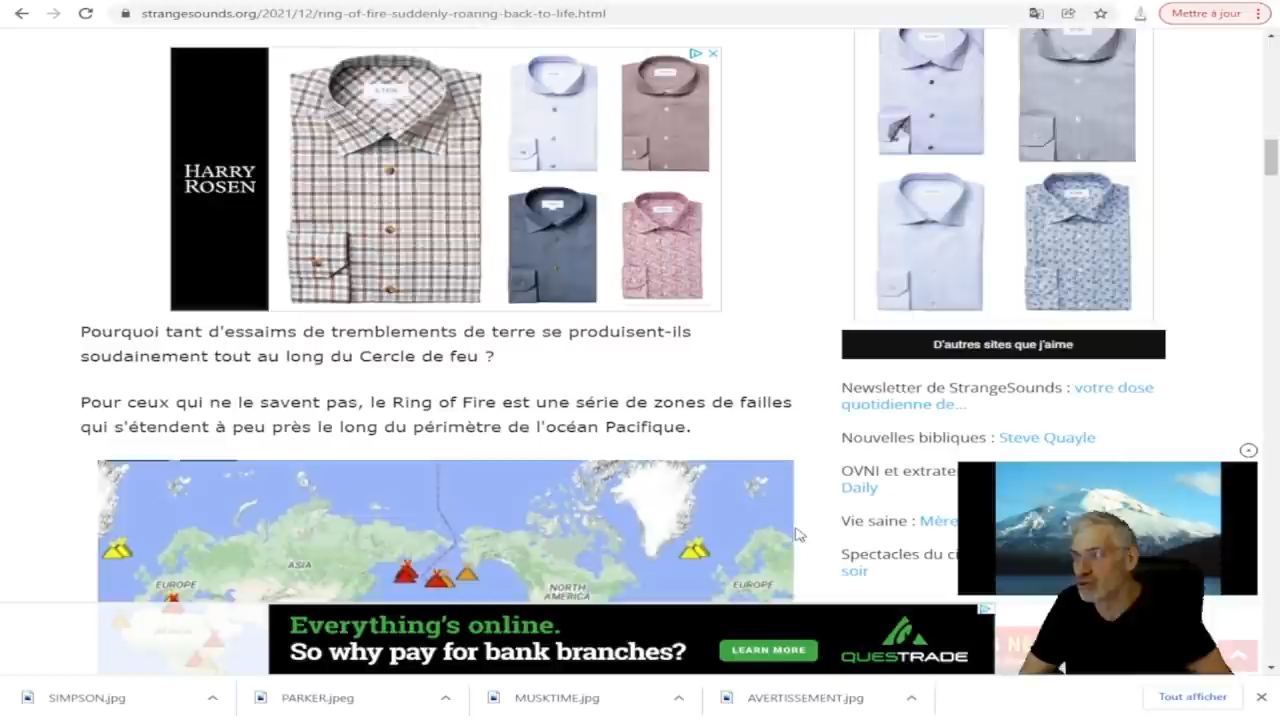 strangesounds.org/2021/12/ring-of-fire-suddenly-roaring-back-to-life.html
Mettre à jour
HARRY
ROSEN
ETON
Pourquoi tant d'essaims de tremblements de terre se produisent-ils
soudainement tout au long du Cercle de feu ?
Pour ceux qui ne le savent pas, le Ring of Fire est une série de zones de failles
qui s'étendent à peu près le long du périmètre de l'océan Pacifique.
ASIA
EUROPE
NORTH
AMERICA
EUROPE
D'autres sites que j'aime
Newsletter de StrangeSounds : votre dose
quotidienne de...
Nouvelles bibliques : Steve Quayle
OVNI et extrate
Daily
Vie saine : Mère
Spectacles du ci
soir
Everything's online.
So why pay for bank branches?
LEARN MORE
QUESTRADE
SIMPSON.jpg
PARKER.jpeg
MUSKTIME.jpg
AVERTISSEMENT.jpg
Tout afficher